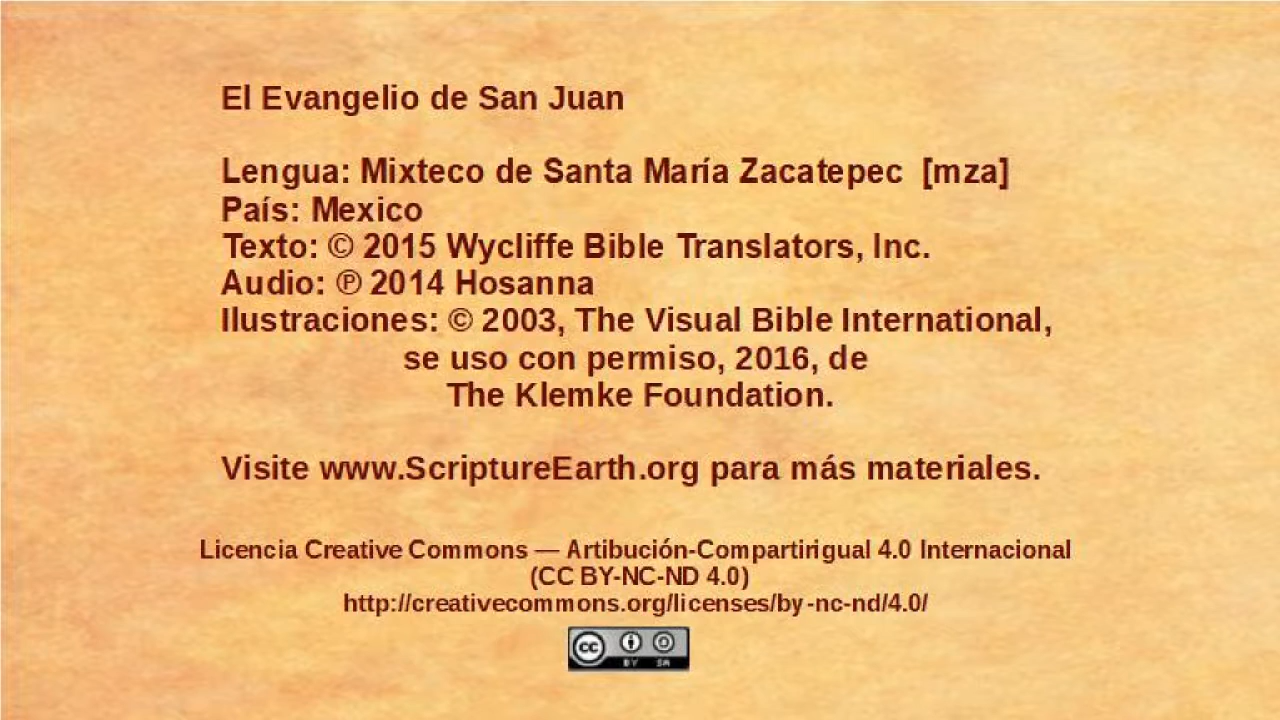 El Evangelio de San Juan
Lengua: Mixteco de Santa María Zacatepec [mza]
País: Mexico
Texto: © 2015 Wycliffe Bible Translators, Inc.
Audio: ℗ 2014 Hosanna
Ilustraciones: © 2003, The Visual Bible International,
se uso con permiso, 2016, de
The Klemke Foundation.
Visite www.ScriptureEarth.org para más materiales.
Licencia Creative Commons — Artibución-Compartirigual 4.0 Internacional
(CC BY-NC-ND 4.0)
http://creativecommons.org/licenses/by-nc-nd/4.0/
cc BY SA